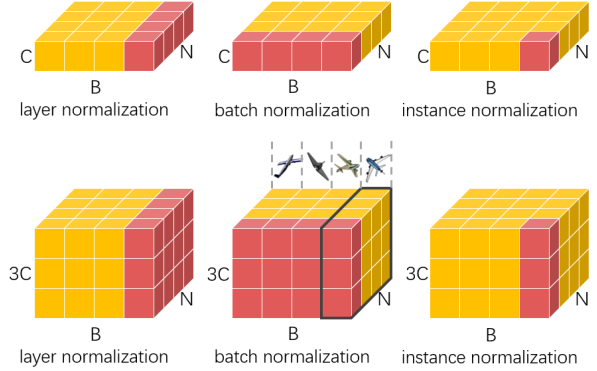 C N C N C N
B B B
layer normalization batch normalization instance normalization
3C N 3C N 3C N
B B B
layer normalization batch normalization instance normalization